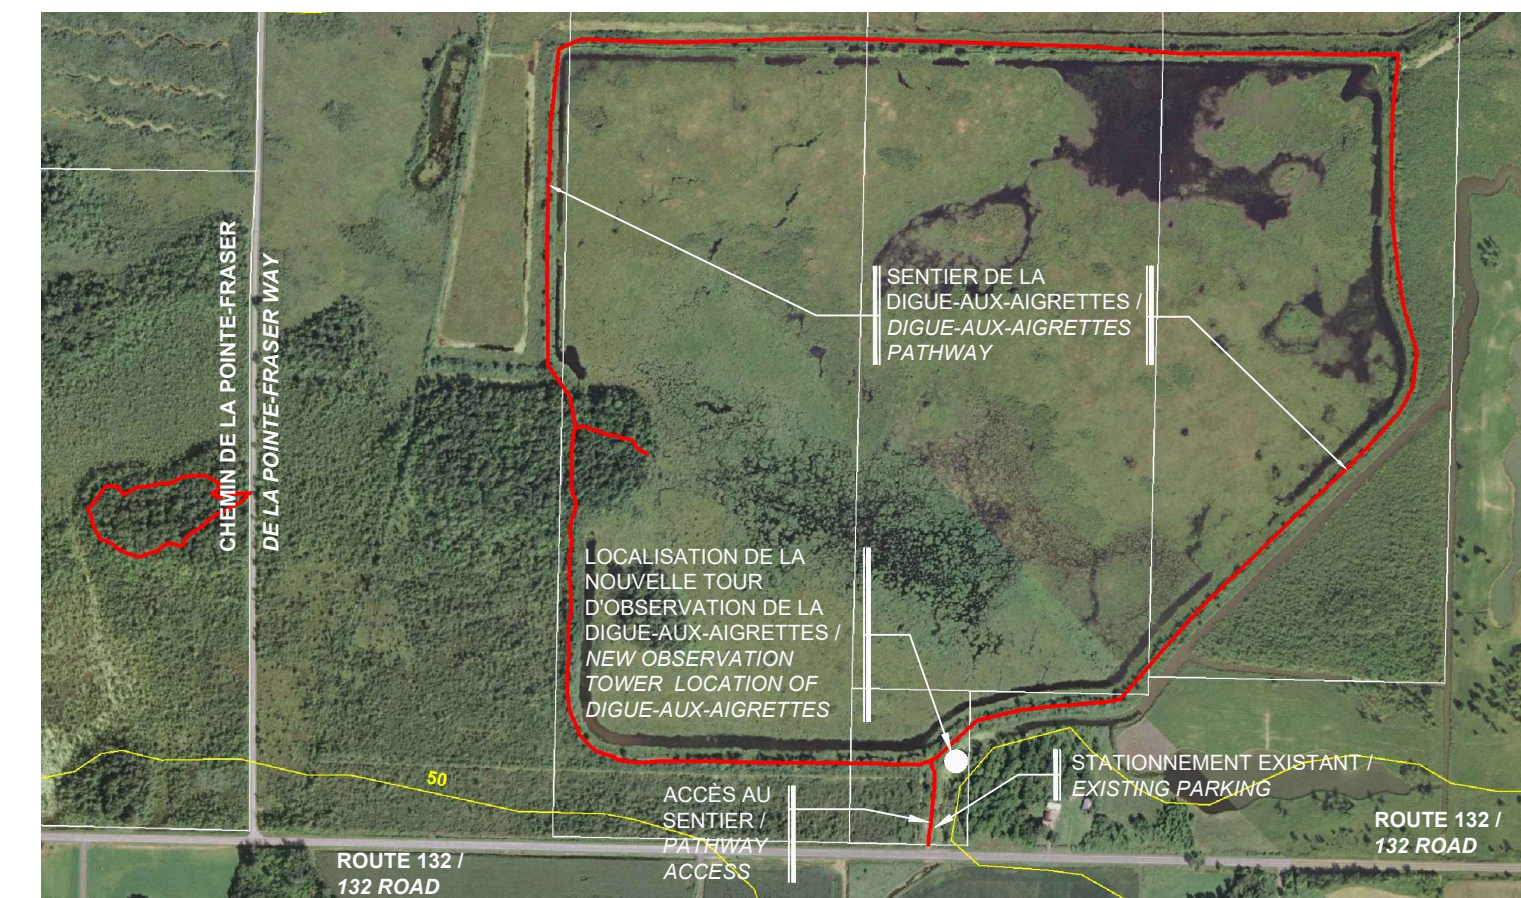 CHEMIN DE LA POINTE-FRASER
DE LA POINTE-FRASER WAY
SENTIER DE LA
DIGUE-AUX-AIGRETTES /
DIGUE-AUX-AIGRETTES
PATHWAY
LOCALISATION DE LA
NOUVELLE TOUR
D'OBSERVATION DE LA
DIGUE-AUX-AIGRETTES /
NEW OBSERVATION
TOWER LOCATION OF
DIGUE-AUX-AIGRETTES
STATIONNEMENT EXISTANT /
EXISTING PARKING
50
ACCÈS AU
SENTIER /
PATHWAY
ACCESS
ROUTE 132 /
132 ROAD
ROUTE 132 /
132 ROAD